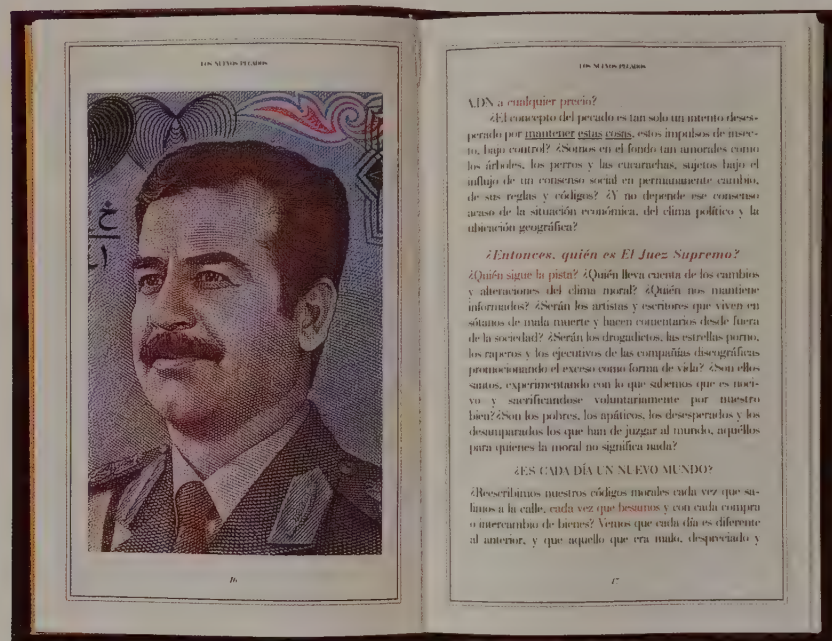 LOS NUEVOS PECADOS
خ
ا,
16
LOS NUEVOS PECADOS
ADN a cualquier precio?
¿El concepto del pecado es tan solo un intento deses-
perado por mantener estas cosas, estos impulsos de insec-
to, bajo control? ¿Somos en el fondo tan amorales como
los árboles, los perros y las cucarachas, sujetos bajo el
influjo de un consenso social en permananente cambio,
de sus reglas y códigos? ¿Y no depende ese consenso
acaso de la situación económica, del clima político y la
ubicación geográfica?
¿Entonces, quién es El Juez Supremo?
¿Quién sigue la pista? ¿Quién lleva cuenta de los cambios
y alteraciones del clima moral? ¿Quién nos mantiene
informados? ¿Serán los artistas y escritores que viven en
sótanos de mala muerte y hacen comentarios desde fuera
de la sociedad? ¿Serán los drogadictos, las estrellas porno,
los raperos y los ejecutivos de las compañías discográficas
promocionando el exceso como forma de vida? ¿Son ellos
santos, experimentando con lo que sabemos que es noci-
vo y sacrificandose voluntariamente por nuestro
bien?¿Son los pobres, los apáticos, los desesperados y los
desamparados los que han de juzgar al mundo, aquéllos
para quienes la moral no significa nada?
¿ES CADA DÍA UN NUEVO MUNDO?
¿Reescribimos nuestros códigos morales cada vez que sa-
limos a la calle, cada vez que besamos y con cada compra
o intercambio de bienes? Vemos que cada día es diferente
al anterior, y que aquello que era malo, despreciado y
17